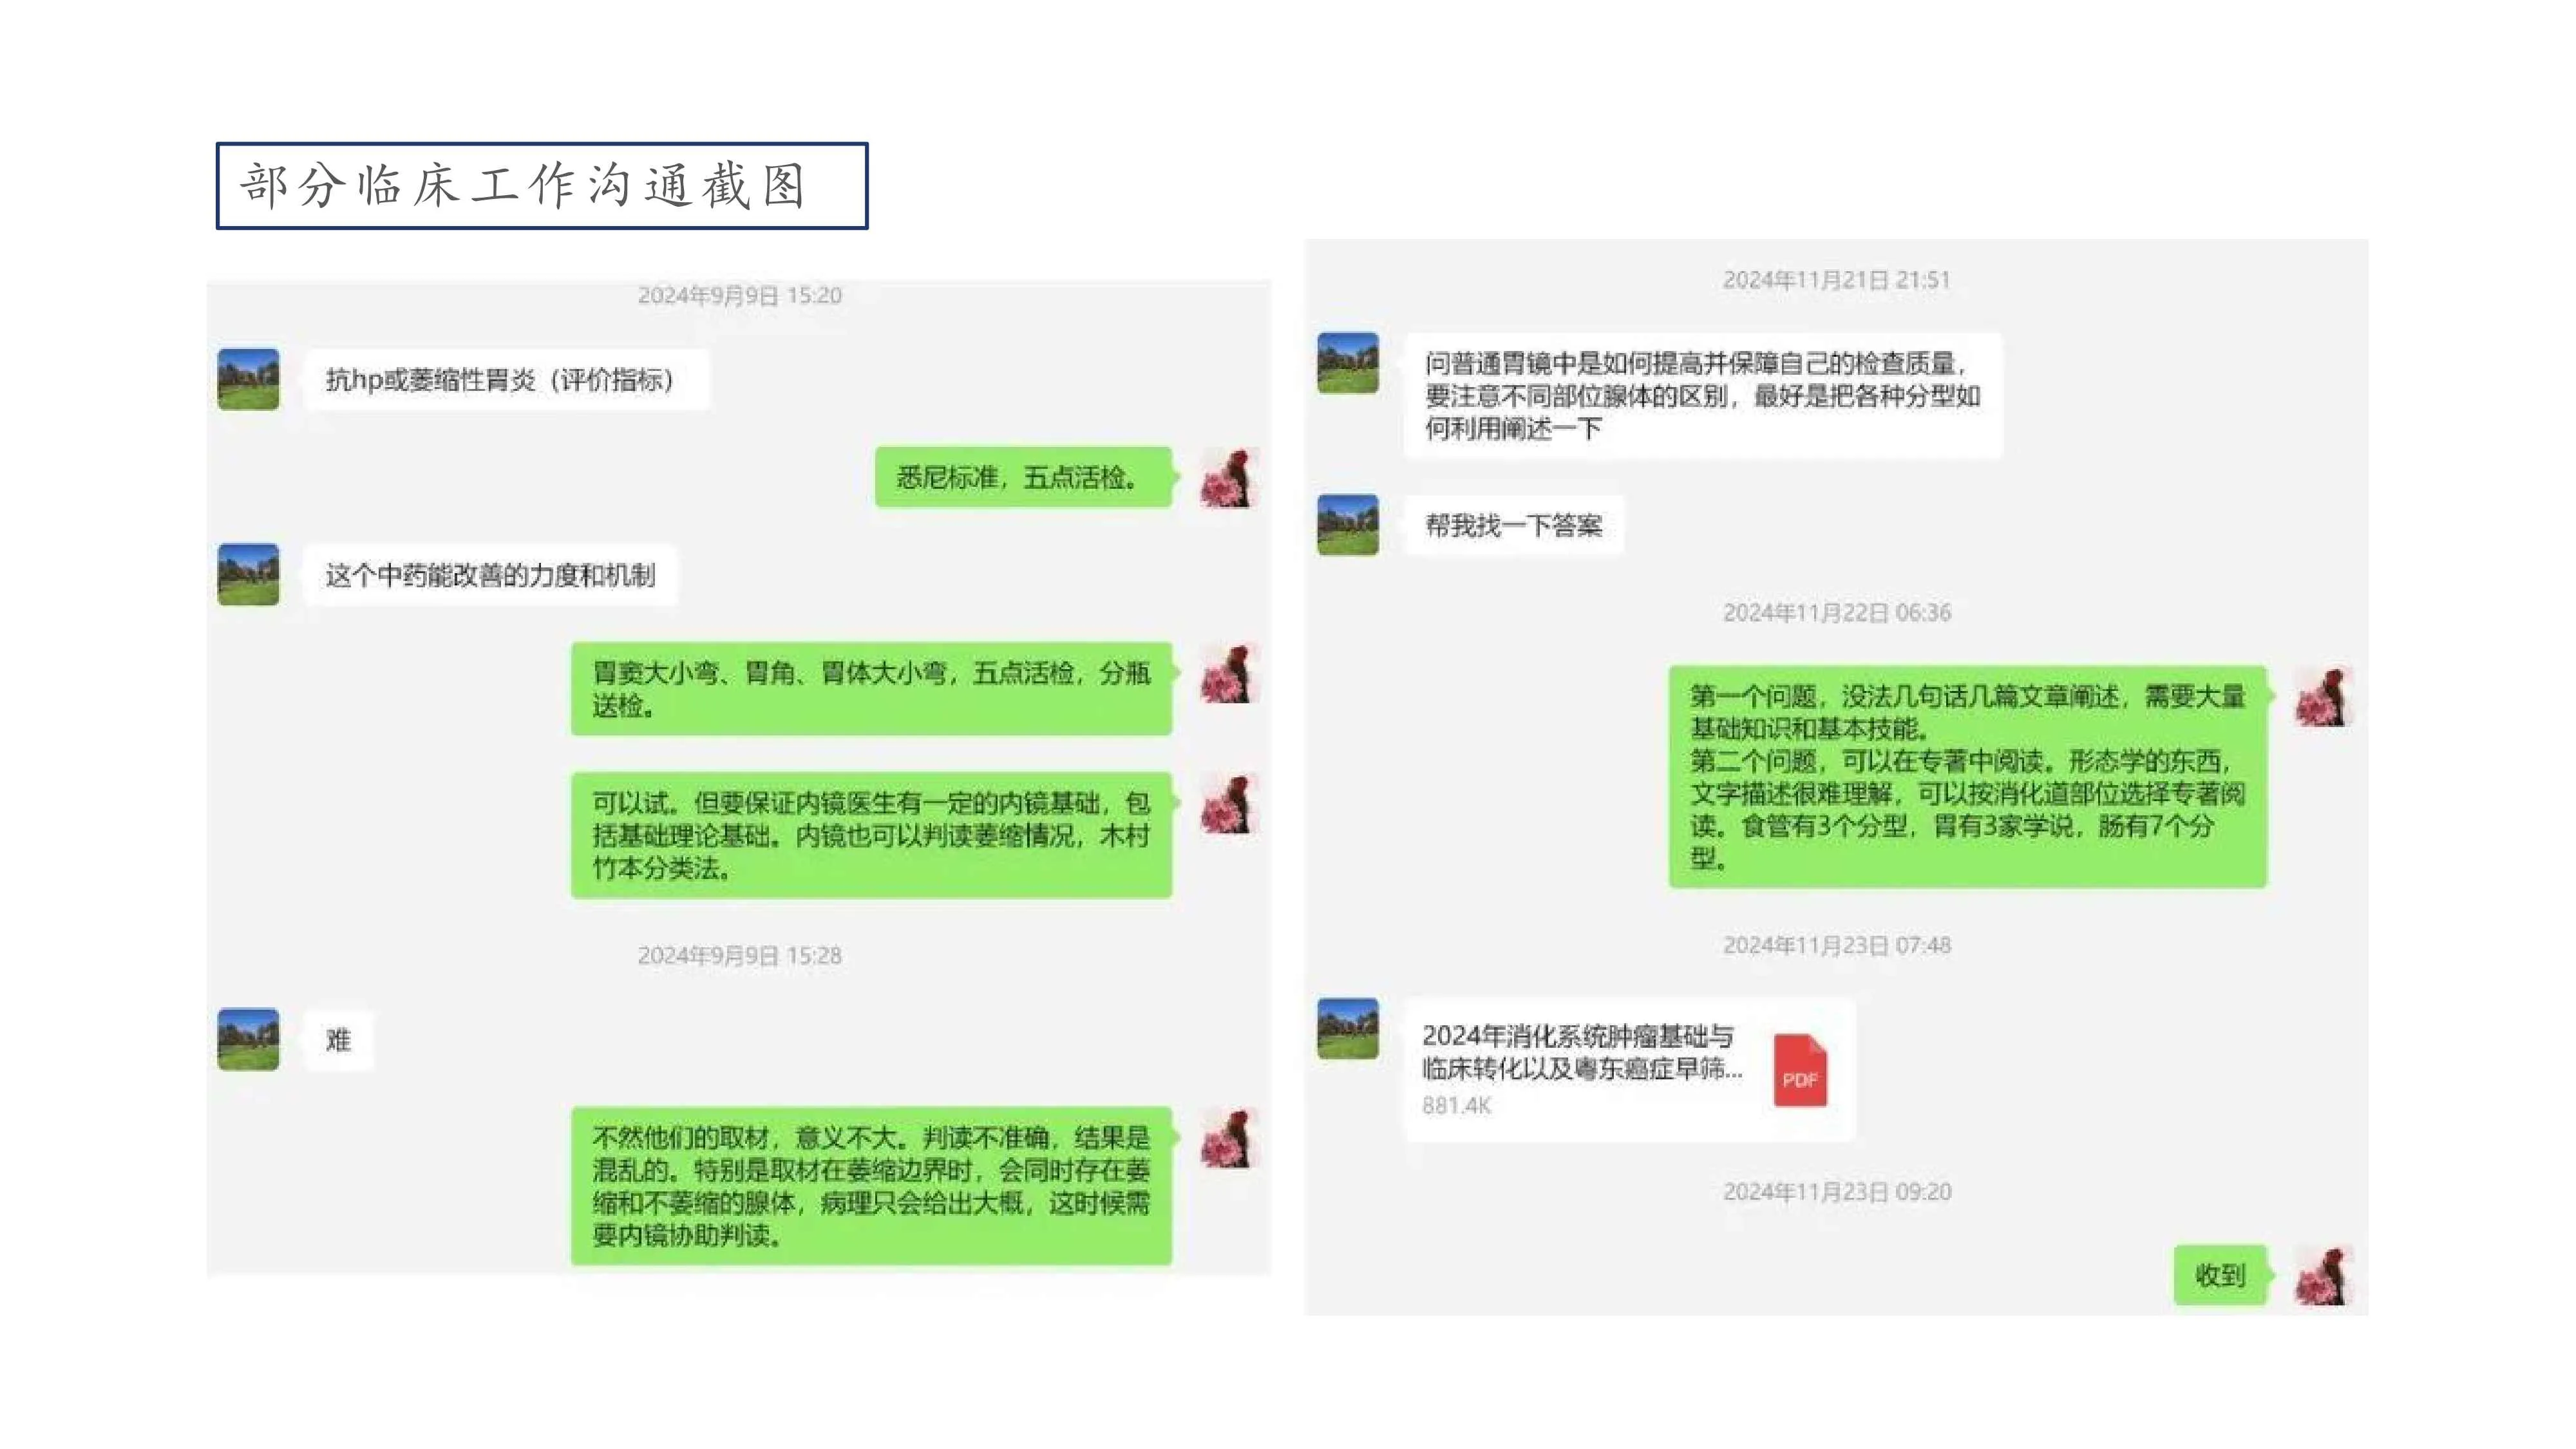 部分临床工作沟通截图
2024年9月9日 15:20
抗hp或萎缩性胃炎（评价指标）
悉尼标准，五点活检。
这个中药能改善的力度和机制
胃窦大小弯、胃角、胃体大小弯，五点活检，分瓶
送检。
可以试。但要保证内镜医生有一定的内镜基础，包
括基础理论基础。内镜也可以判读萎缩情况，木村
竹本分类法。
2024年9月9日 15:28
难
不然他们的取材，意义不大。判读不准确，结果是
混乱的。特别是取材在萎缩边界时，会同时存在萎
缩和不萎缩的腺体，病理只会给出大概，这时候需
要内镜协助判读。
2024年11月21日 21:51
问普通胃镜中是如何提高并保障自己的检查质量，
要注意不同部位腺体的区别，最好是把各种分型如
何利用阐述一下
帮我找一下答案
2024年11月22日 06:36
第一个问题，没法几句话几篇文章阐述，需要大量
基础知识和基本技能。
第二个问题，可以在专著中阅读。形态学的东西，
文字描述很难理解，可以按消化道部位选择专著阅
读。食管有3个分型，胃有3家学说，肠有7个分
型。
2024年11月23日 07:48
2024年消化系统肿瘤基础与
临床转化以及粤东癌症早筛...
PDF
881.4K
2024年11月23日 09:20
收到